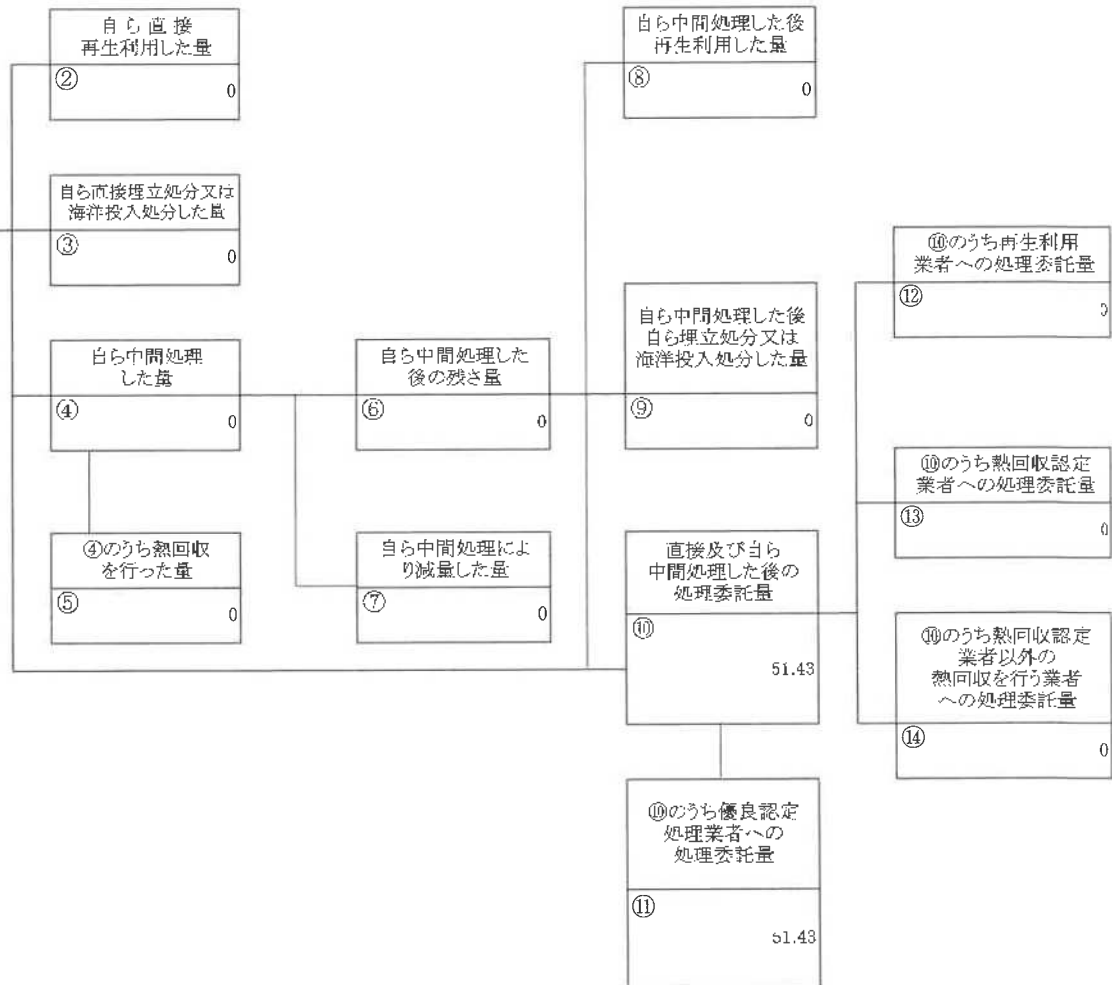 自ら直接
再生利用した量
②
0
自ら直接埋立処分又は
海洋投入処分した量
③
0
自ら中間処理
した量
④
0
④のうち熱回収
を行った量
⑤
0
自ら中間処理した
後の残さ量
⑥
0
自ら中間処理によ
り減量した量
⑦
0
自ら中間処理した後
再生利用した量
⑧
0
自ら中間処理した後
自ら埋立処分又は
海洋投入処分した量
⑨
0
直接及び自ら
中間処理した後の
処理委託量
⑩
51.43
⑩のうち優良認定
処理業者への
処理委託量
⑪
51.43
⑩のうち再生利用
業者への処理委託量
⑫
0
⑩のうち熱回収認定
業者への処理委託量
⑬
0
⑩のうち熱回収認定
業者以外の
熱回収を行う業者
への処理委託量
⑭
0